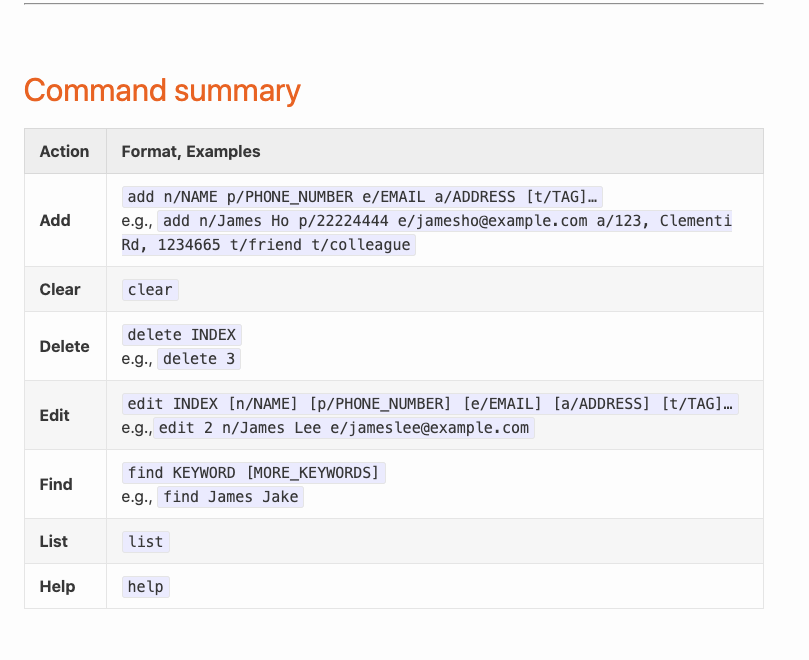 Command summary
Action Format, Examples
Add add n/NAME p/PHONE_NUMBER e/EMAIL a/ADDRESS [t/TAG]…
e.g., add n/James Ho p/22224444 e/jamesho@example.com a/123, Clementi
Rd, 1234665 t/friend t/colleague
Clear clear
Delete delete INDEX
e.g., delete 3
Edit edit INDEX [n/NAME] [p/PHONE_NUMBER] [e/EMAIL] [a/ADDRESS] [t/TAG]…
e.g., edit 2 n/James Lee e/jameslee@example.com
Find find KEYWORD [MORE_KEYWORDS]
e.g., find James Jake
List list
Help help